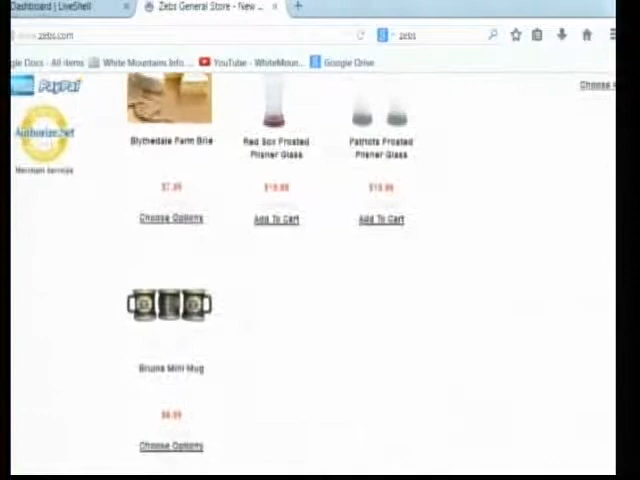 Dashboard | LiveShell
Zebs General Store - New ...
zebs.com
zebs
gle Docs - All items
White Mountains Info...
YouTube - WhiteMoun...
Google Drive
PayPal
Choose
Authorize.Net
Merchant Services
Blythedale Farm Brie
Red Sox Frosted
Pilsner Glass
Patriots Frosted
Pilsner Glass
Choose Options
Add To Cart
Add To Cart
Bruins Mini Mug
Choose Options